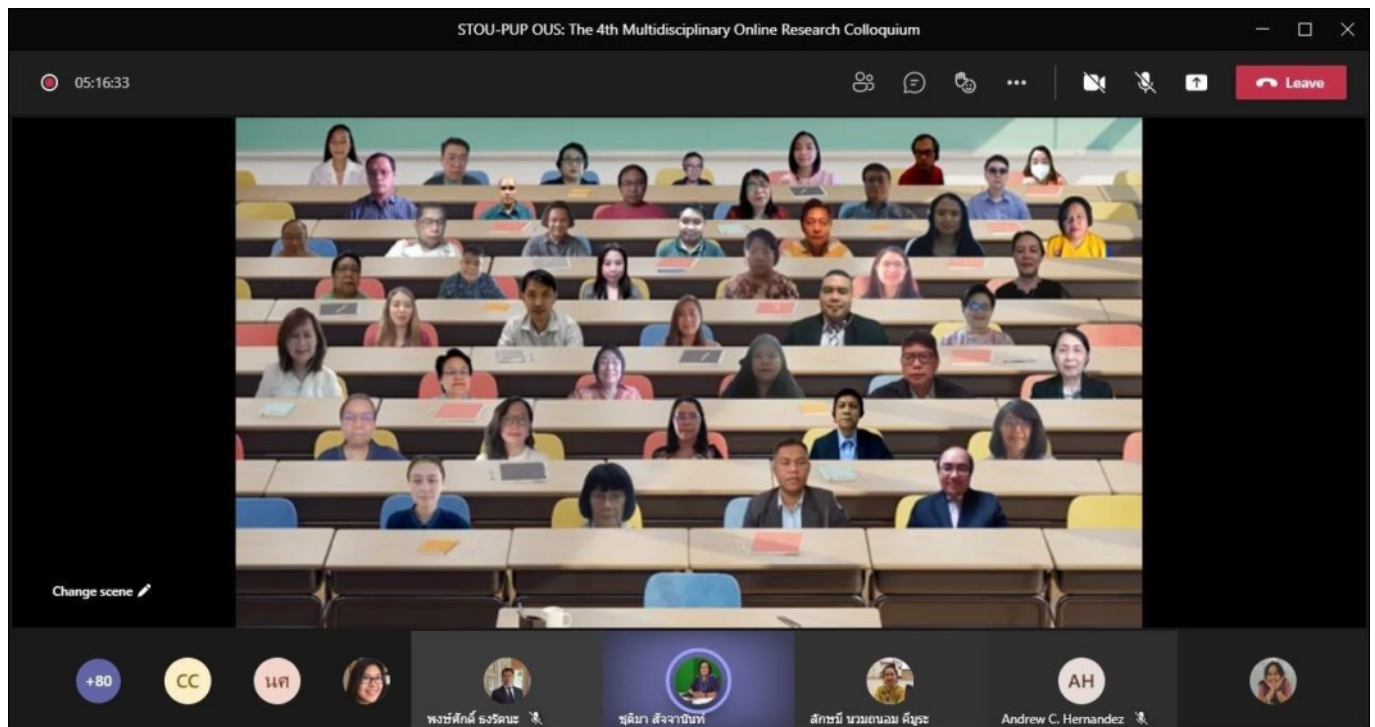 STOU-PUP OUS: The 4th Multidisciplinary Online Research Colloquium
05:16:33
Leave
Change scene
+80
CC
นศ
พงษ์ศักดิ์ ธงรัตนะ
ชุติมา สัจจานันท์
ลักษมี นวมถนอม คีมูระ
Andrew C. Hernandez
AH